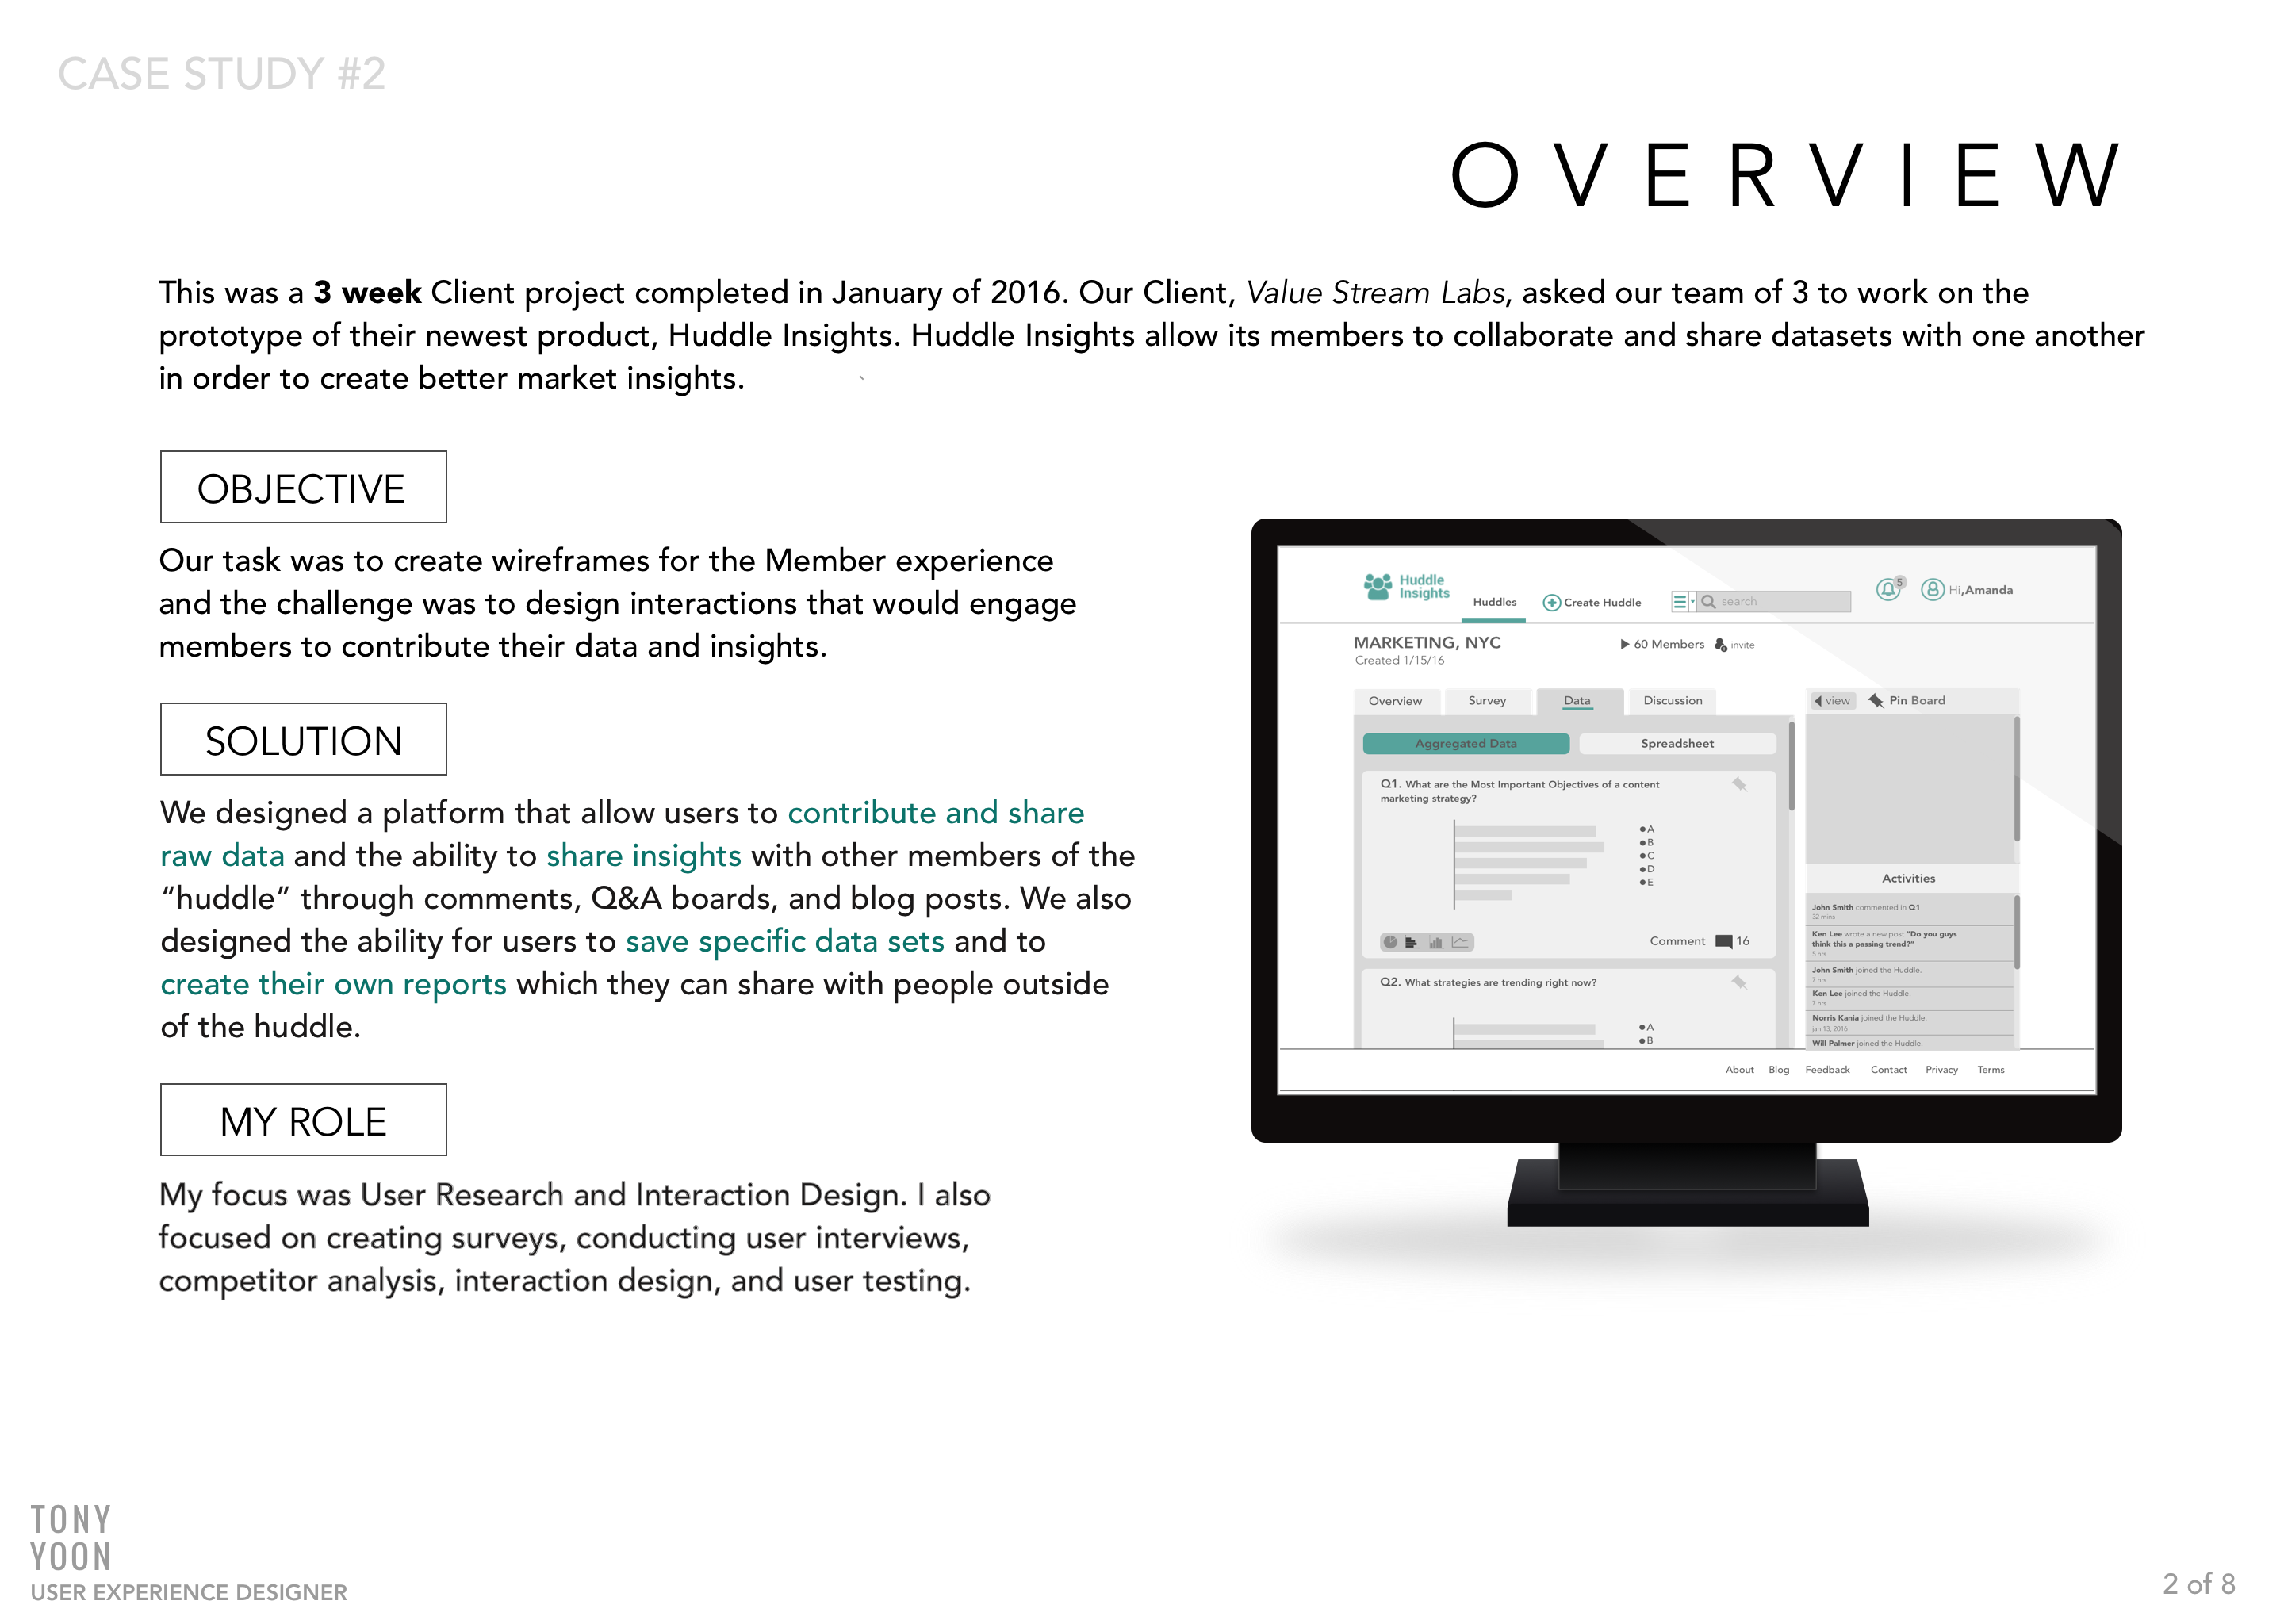 CASE STUDY #2
OVERVIEW
This was a 3 week Client project completed in January of 2016. Our Client, Value Stream Labs, asked our team of 3 to work on the
prototype of their newest product, Huddle Insights. Huddle Insights allow its members to collaborate and share datasets with one another
in order to create better market insights. `
OBJECTIVE
Our task was to create wireframes for the Member experience
and the challenge was to design interactions that would engage
members to contribute their data and insights.
SOLUTION
We designed a platform that allow users to contribute and share
raw data and the ability to share insights with other members of the
“huddle” through comments, Q&A boards, and blog posts. We also
designed the ability for users to save specific data sets and to
create their own reports which they can share with people outside
of the huddle.
MY ROLE
My focus was User Research and Interaction Design. I also
focused on creating surveys, conducting user interviews,
competitor analysis, interaction design, and user testing.
Huddle
Insights
Huddles
Create Huddle
search
5
Hi,Amanda
MARKETING, NYC
Created 1/15/16
60 Members
invite
Overview
Survey
Data
Discussion
Aggregated Data
Spreadsheet
Q1. What are the Most Important Objectives of a content
marketing strategy?
A
B
C
D
E
Comment 16
Q2. What strategies are trending right now?
A
B
view
Pin Board
Activities
John Smith commented in Q1
32 mins
Ken Lee wrote a new post “Do you guys
think this a passing trend?”
5 hrs
John Smith joined the Huddle.
7 hrs
Ken Lee joined the Huddle.
7 hrs
Norris Kania joined the Huddle.
jan 13, 2016
Will Palmer joined the Huddle.
About Blog Feedback Contact Privacy Terms
TONY
YOON
USER EXPERIENCE DESIGNER
2 of 8